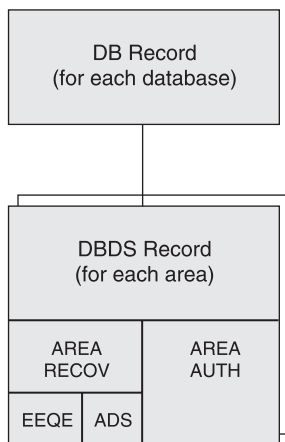 DB Record
(for each database)
DBDS Record
(for each area)
AREA
RECOV
AREA
AUTH
EEQE
ADS